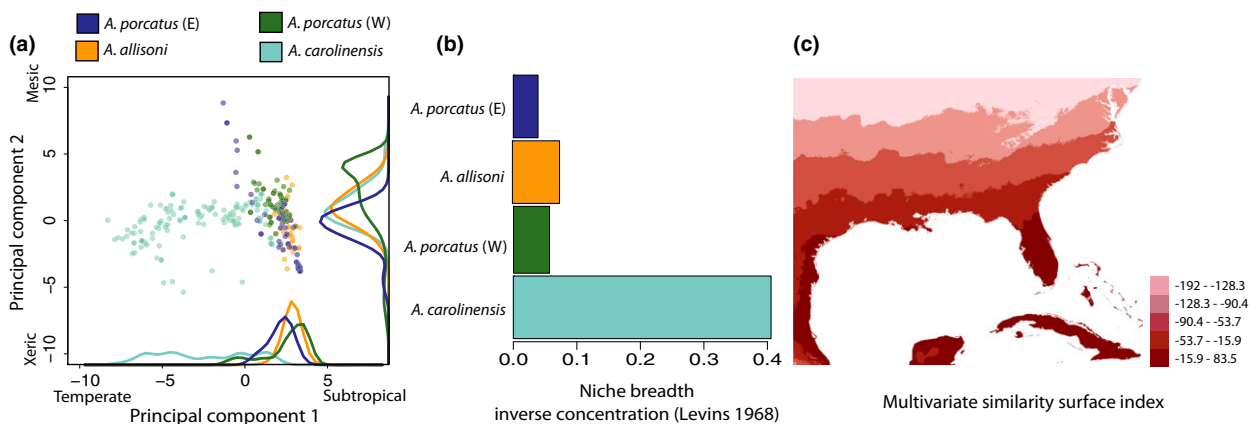 A. porcatus (E)
A. porcatus (W)
A. allisoni
A. carolinensis
(a)
Mesic
10
5
0
−5
−10
Xeric
Principal component 2
−10
−5
0
5
Temperate
Subtropical
Principal component 1
(b)
A. porcatus (E)
A. allisoni
A. porcatus (W)
A. carolinensis
0.0
0.1
0.2
0.3
0.4
Niche breadth
inverse concentration (Levins 1968)
(c)
-192 - -128.3
-128.3 - -90.4
-90.4 - -53.7
-53.7 - -15.9
-15.9 - 83.5
Multivariate similarity surface index